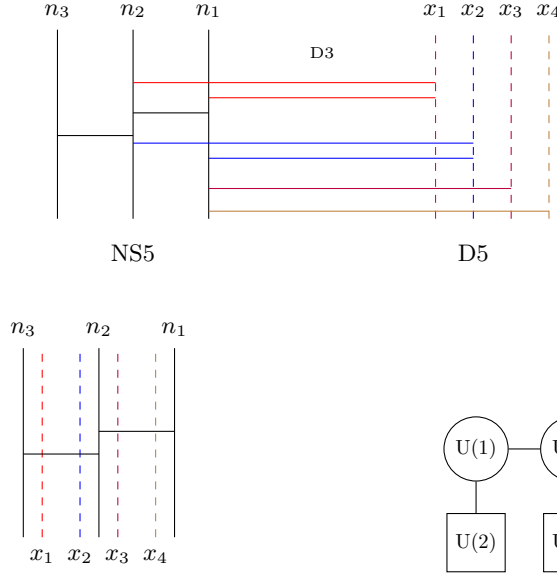 n₃ n₂ n₁ x₁ x₂ x₃ x₄
D3
NS5 D5
n₃ n₂ n₁
U(1)
x₁ x₂ x₃ x₄
U(2)